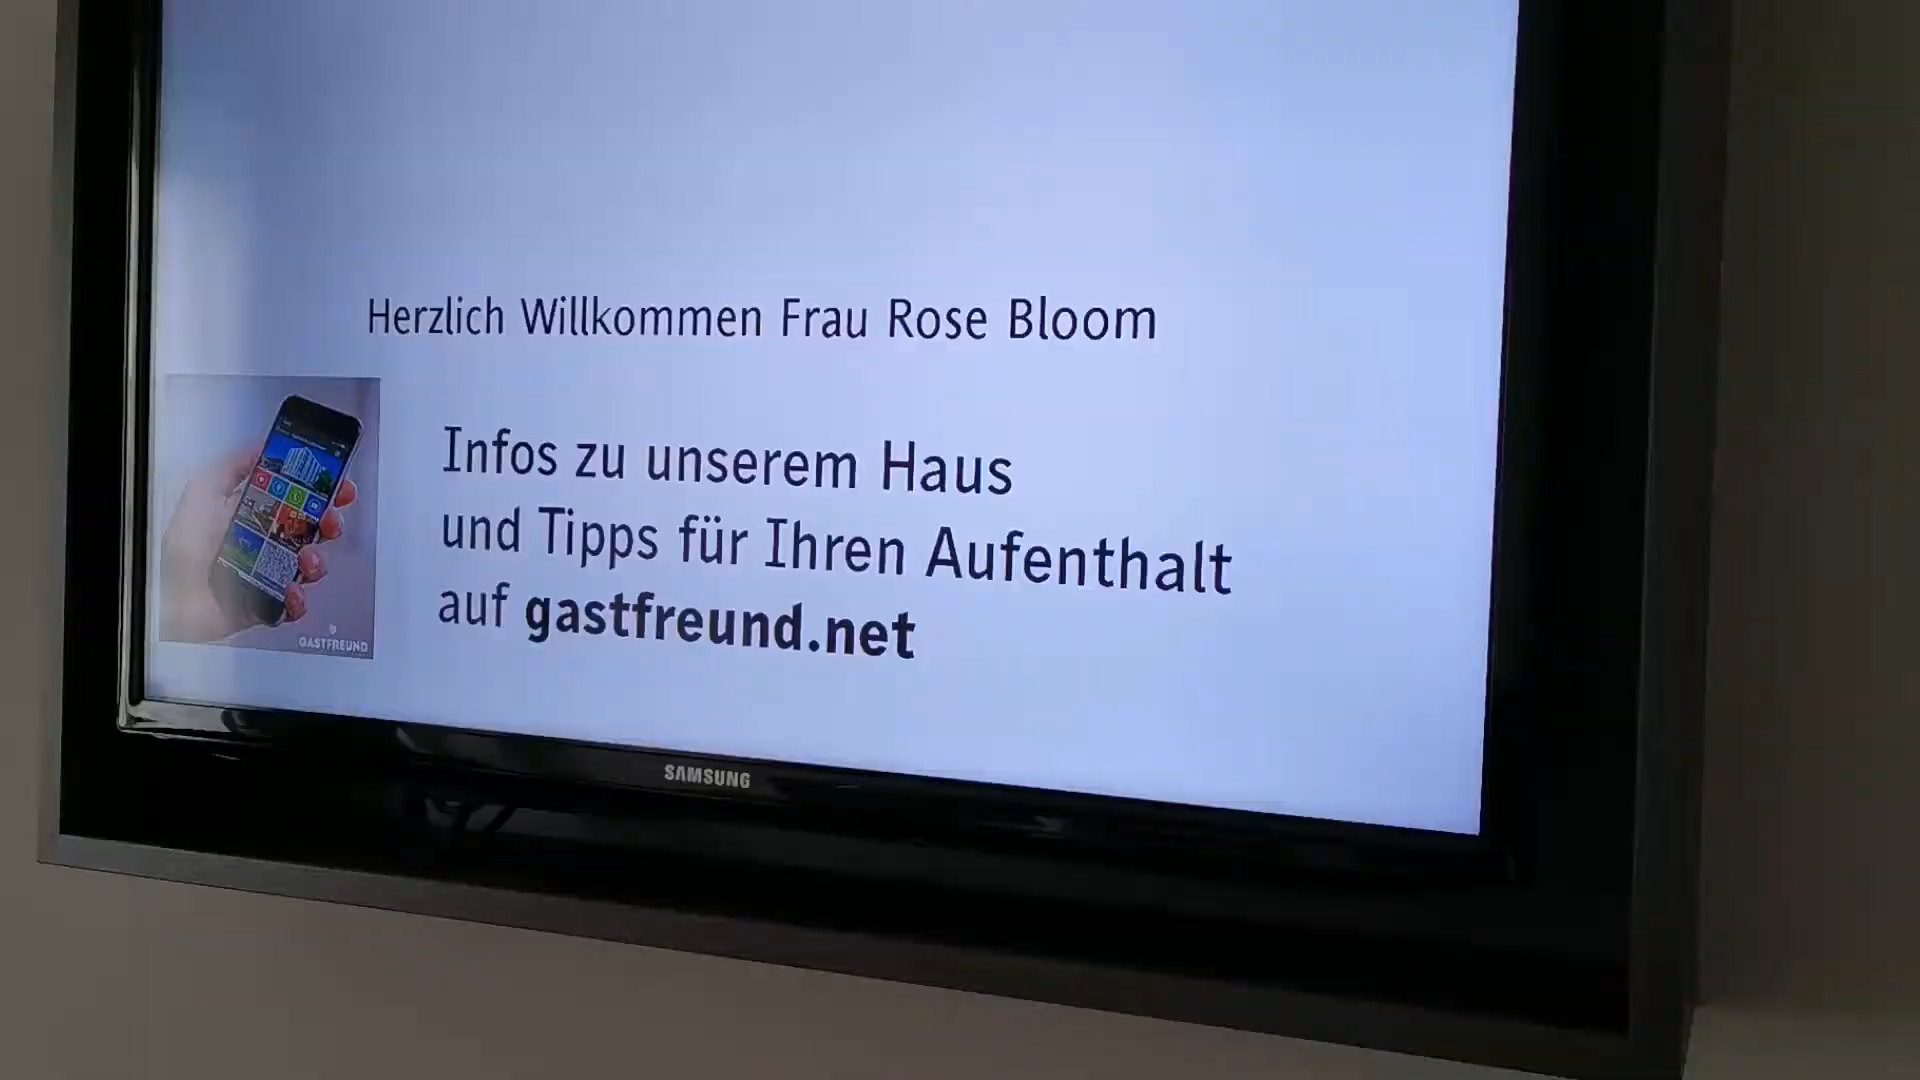 Herzlich Willkommen Frau Rose Bloom
Infos zu unserem Haus
und Tipps für Ihren Aufenthalt
auf gastfreund.net
GASTFREUND
SAMSUNG